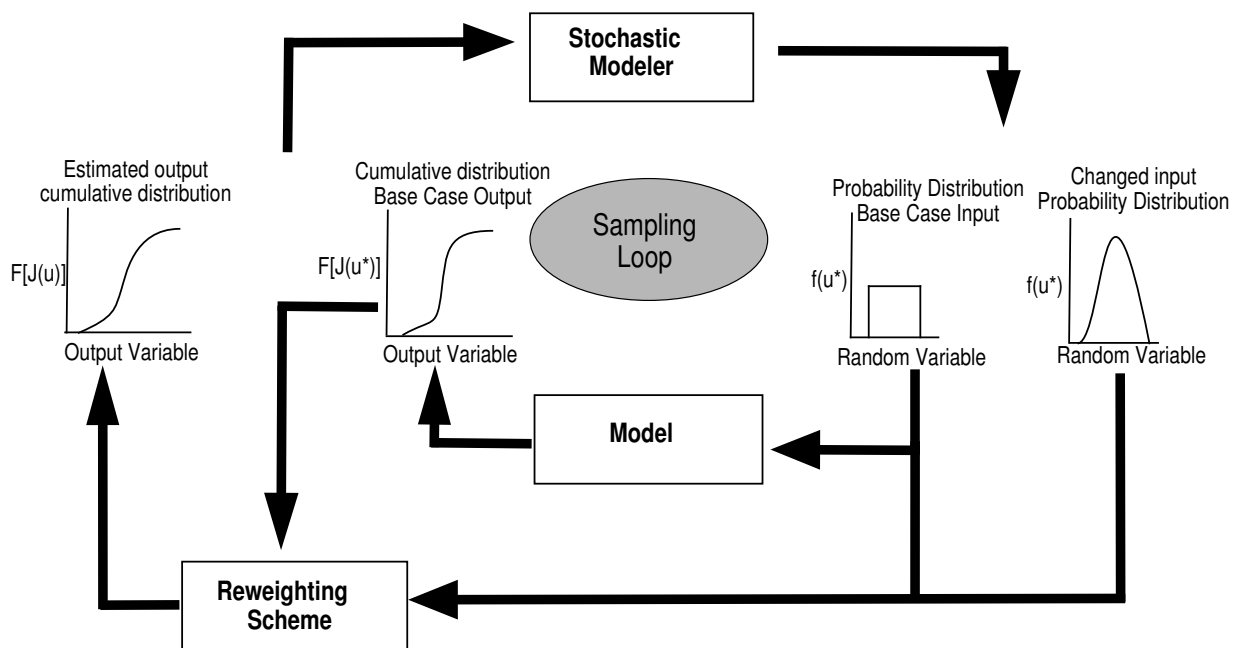 Stochastic
Modeler
Estimated output
cumulative distribution
F[J(u)]
Output Variable
Cumulative distribution
Base Case Output
F[J(u*)]
Output Variable
Sampling
Loop
Probability Distribution
Base Case Input
f(u*)
Random Variable
Changed input
Probability Distribution
f(u*)
Random Variable
Model
Reweighting
Scheme